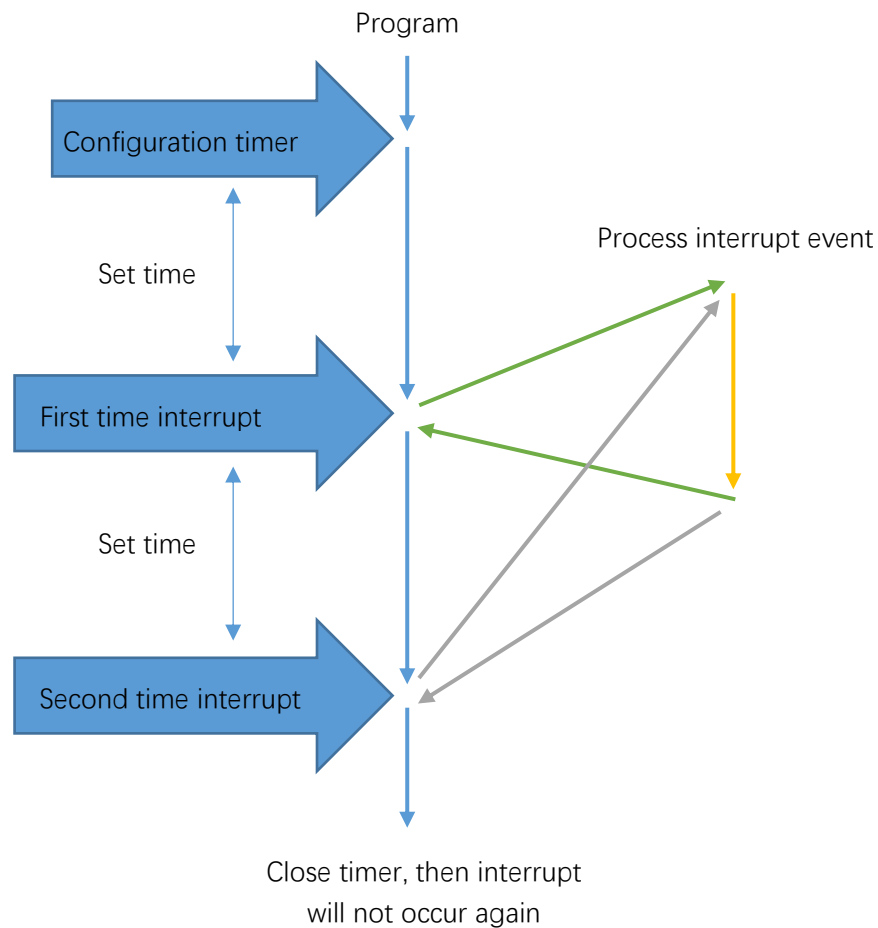 Program
Configuration timer
Set time
Process interrupt event
First time interrupt
Set time
Second time interrupt
Close timer, then interrupt
will not occur again